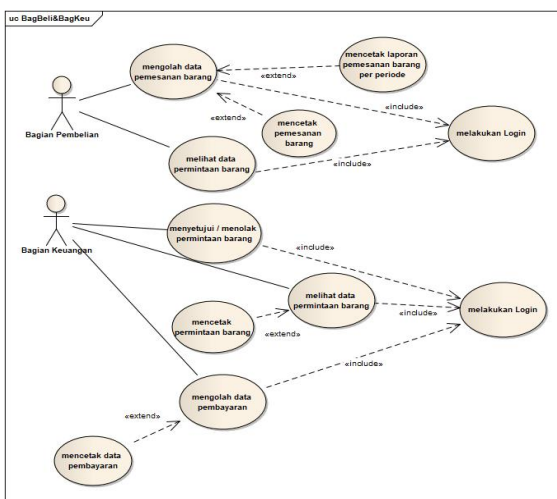 uc BagBeli&BagKeu
mengolah data
pemesanan barang
mencetak laporan
pemesanan barang
per periode
«extend»
«include»
«extend»
mencetak
pemesanan
barang
melakukan Login
Bagian Pembelian
melihat data
permintaan barang
«include»
menyetujui / menolak
permintaan barang
Bagian Keuangan
«include»
melihat data
permintaan barang
«include»
melakukan Login
mencetak
permintaan barang
«extend»
«include»
mengolah data
pembayaran
«extend»
mencetak data
pembayaran